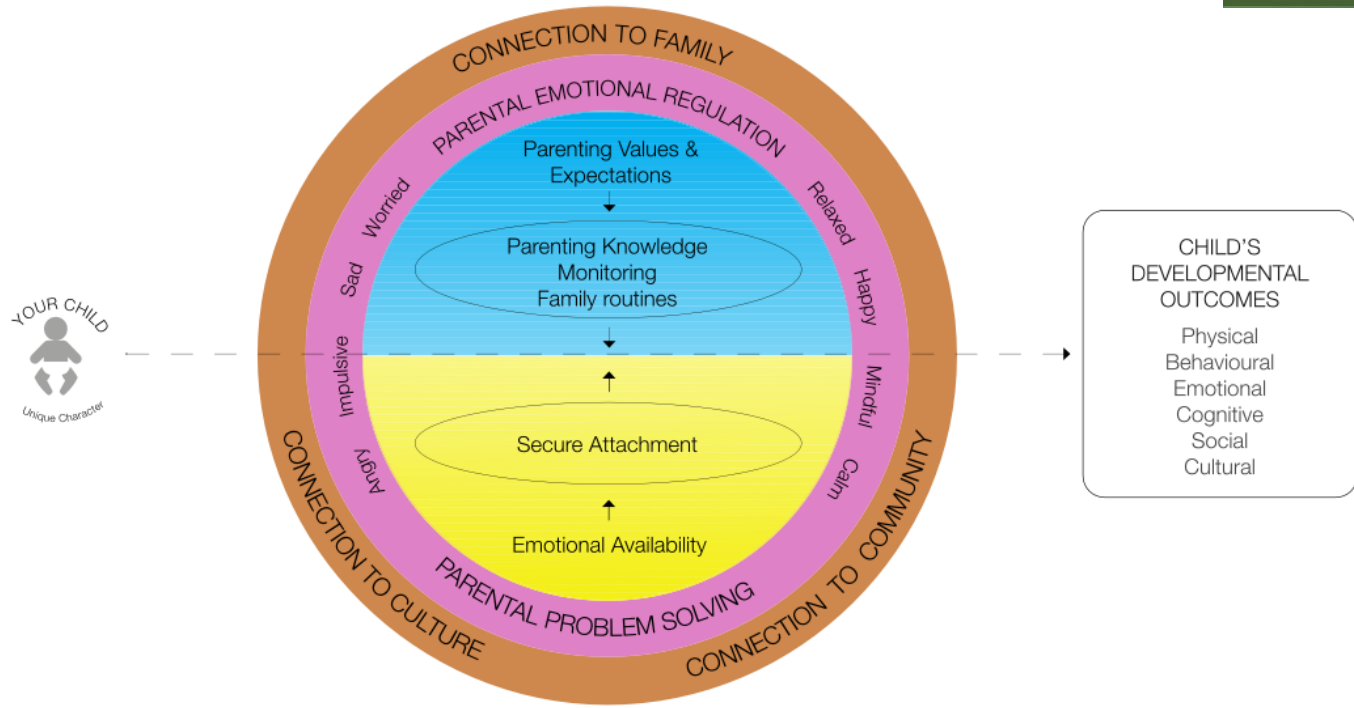 CONNECTION TO FAMILY
PARENTAL EMOTIONAL REGULATION
Parenting Values &
Expectations
Worried
Relaxed
Parenting Knowledge
Monitoring
Family routines
Sad
Happy
YOUR CHILD
Unique Character
Impulsive
Mindful
Secure Attachment
Angry
Calm
Emotional Availability
PARENTAL PROBLEM SOLVING
CONNECTION TO CULTURE
CONNECTION TO COMMUNITY
CHILD'S
DEVELOPMENTAL
OUTCOMES
Physical
Behavioural
Emotional
Cognitive
Social
Cultural